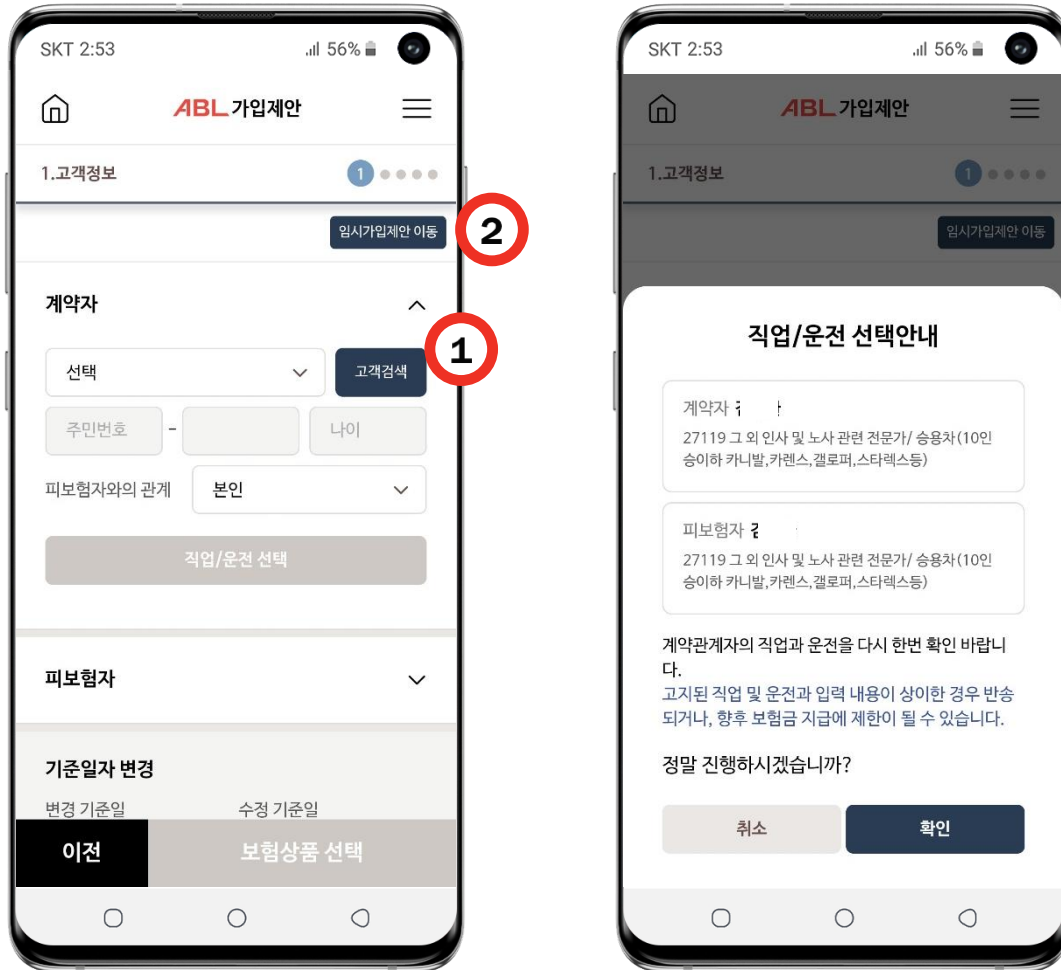 SKT 2:53
56%
ABL 가입제안
1.고객정보
1
임시가입제안 이동
2
계약자
1
선택
고객검색
주민번호
-
나이
피보험자와의 관계
본인
직업/운전 선택
피보험자
기준일자 변경
변경 기준일
수정 기준일
이전
보험상품 선택
SKT 2:53
56%
ABL 가입제안
1.고객정보
1
임시가입제안 이동
직업/운전 선택안내
계약자
27119 그 외 인사 및 노사 관련 전문가/ 승용차(10인
승이하 카니발,카렌스,갤로퍼,스타렉스등)
피보험자
27119 그 외 인사 및 노사 관련 전문가/ 승용차(10인
승이하 카니발,카렌스,갤로퍼,스타렉스등)
계약관계자의 직업과 운전을 다시 한번 확인 바랍니
다.
고지된 직업 및 운전과 입력 내용이 상이한 경우 반송
되거나, 향후 보험금 지급에 제한이 될 수 있습니다.
정말 진행하시겠습니까?
취소
확인